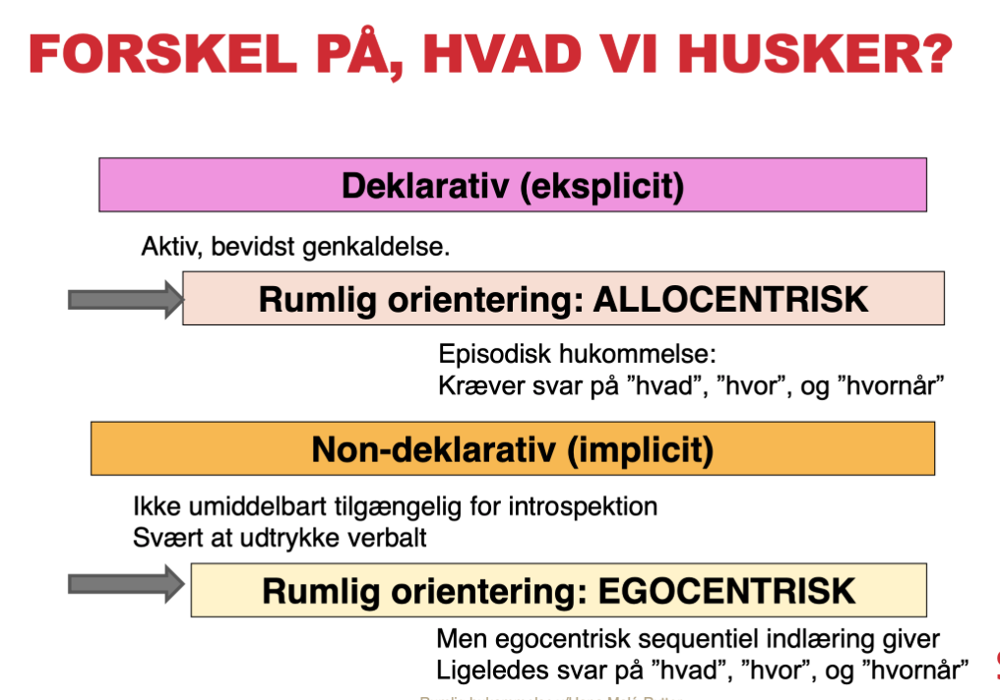 FORSKEL PÅ, HVAD VI HUSKER?
Deklarativ (eksplicit)
Aktiv, bevidst genkaldelse.
Rumlig orientering: ALLOCENTRISK
Episodisk hukommelse:
Kræver svar på ”hvad”, ”hvor”, og ”hvornår”
Non-deklarativ (implicit)
Ikke umiddelbart tilgængelig for introspektion
Svært at udtrykke verbalt
Rumlig orientering: EGOCENTRISK
Men egocentrisk sequentiel indlæring giver
Ligeledes svar på ”hvad”, ”hvor”, og ”hvornår”